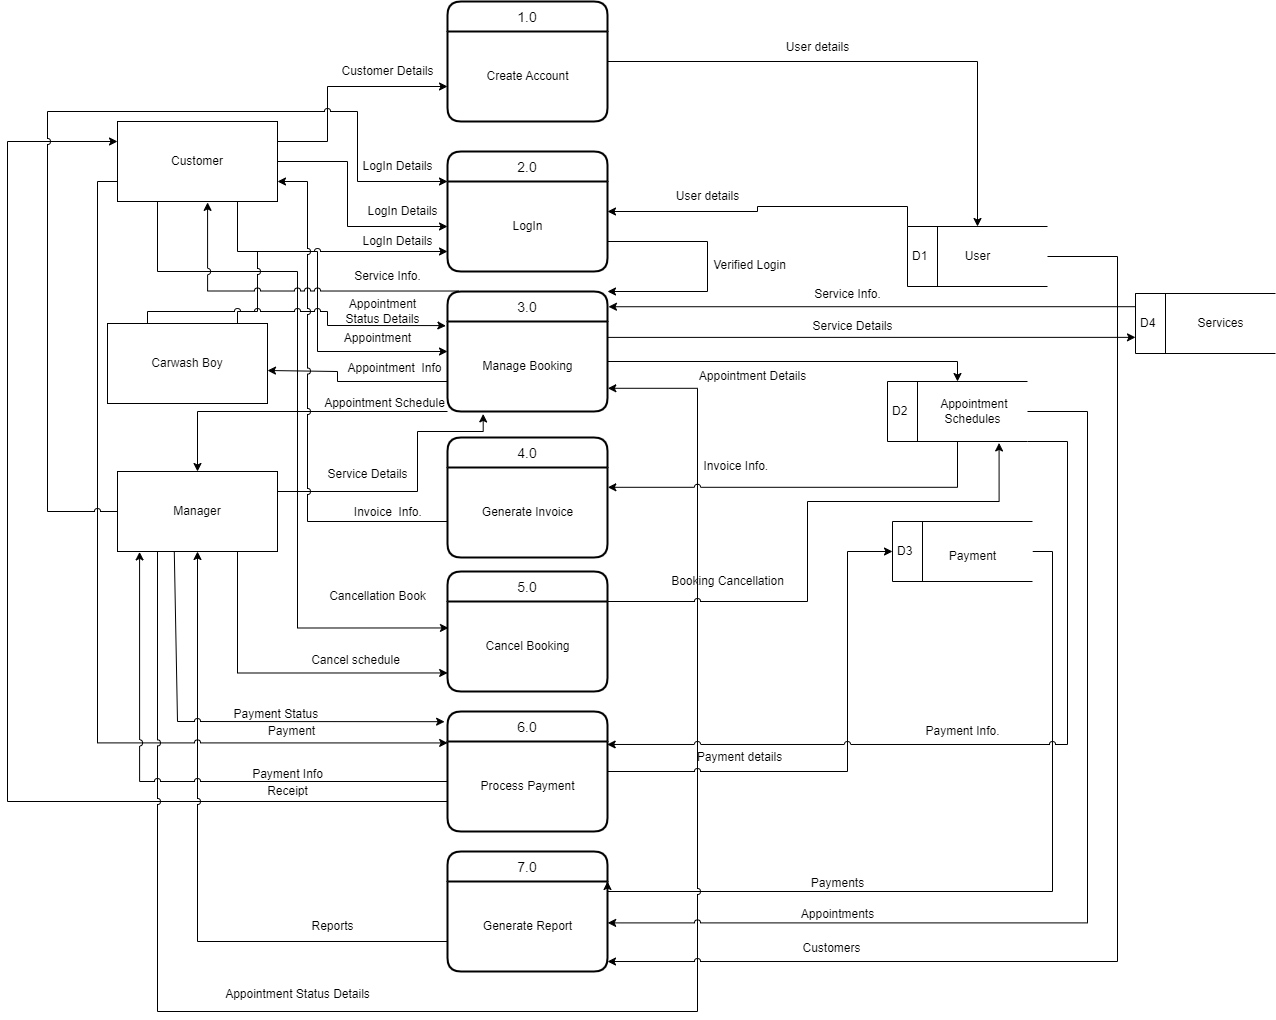 1.0
Create Account
User details
Customer Details
Customer
2.0
LogIn
LogIn Details
LogIn Details
LogIn Details
User details
D1
User
Verified Login
Service Info.
3.0
Manage Booking
Service Info.
D4
Services
Service Details
Appointment
Status Details
Appointment
Appointment  Info
Carwash Boy
Appointment Details
Appointment Schedule
D2
Appointment
Schedules
4.0
Generate Invoice
Service Details
Invoice Info.
Invoice  Info.
Manager
D3
Payment
5.0
Cancel Booking
Booking Cancellation
Cancellation Book
Cancel schedule
6.0
Process Payment
Payment Status
Payment
Payment Info.
Payment details
Payment Info
Receipt
7.0
Generate Report
Payments
Appointments
Customers
Reports
Appointment Status Details